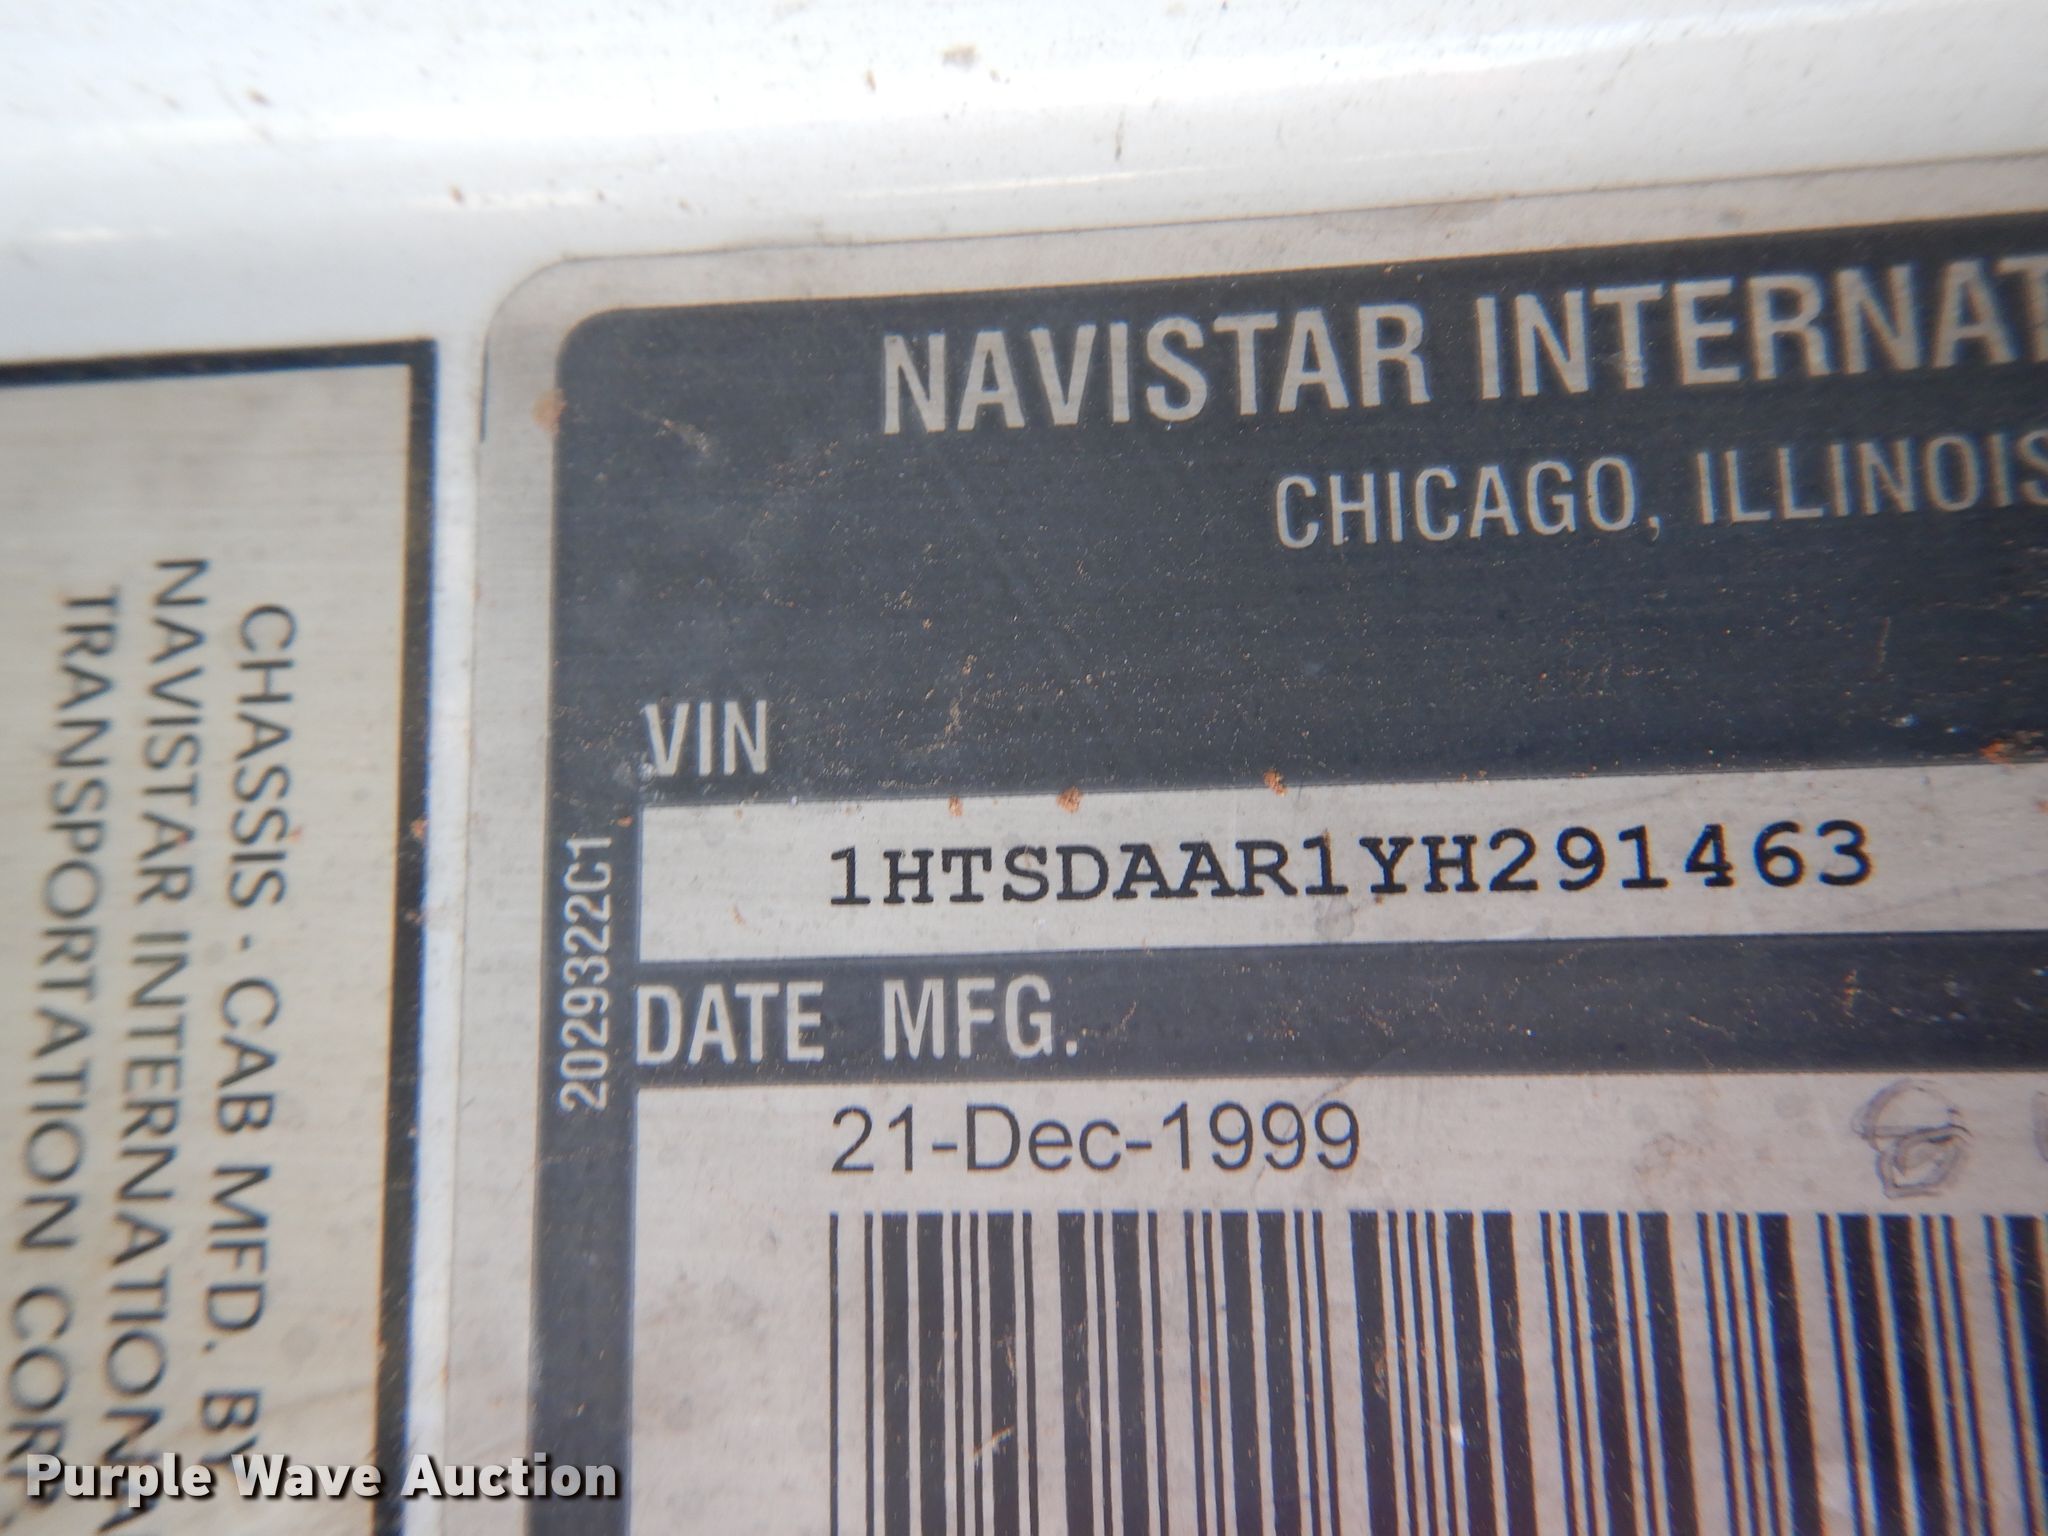 NAVISTAR INTERNAT
CHICAGO, ILLINOIS
VIN
1HTSDAAR1YH291463
DATE MFG.
21-Dec-1999
2029322C1
CHASSIS - CAB MFD. BY
NAVISTAR INTERNATIONA
TRANSPORTATION CORP
Purple Wave Auction